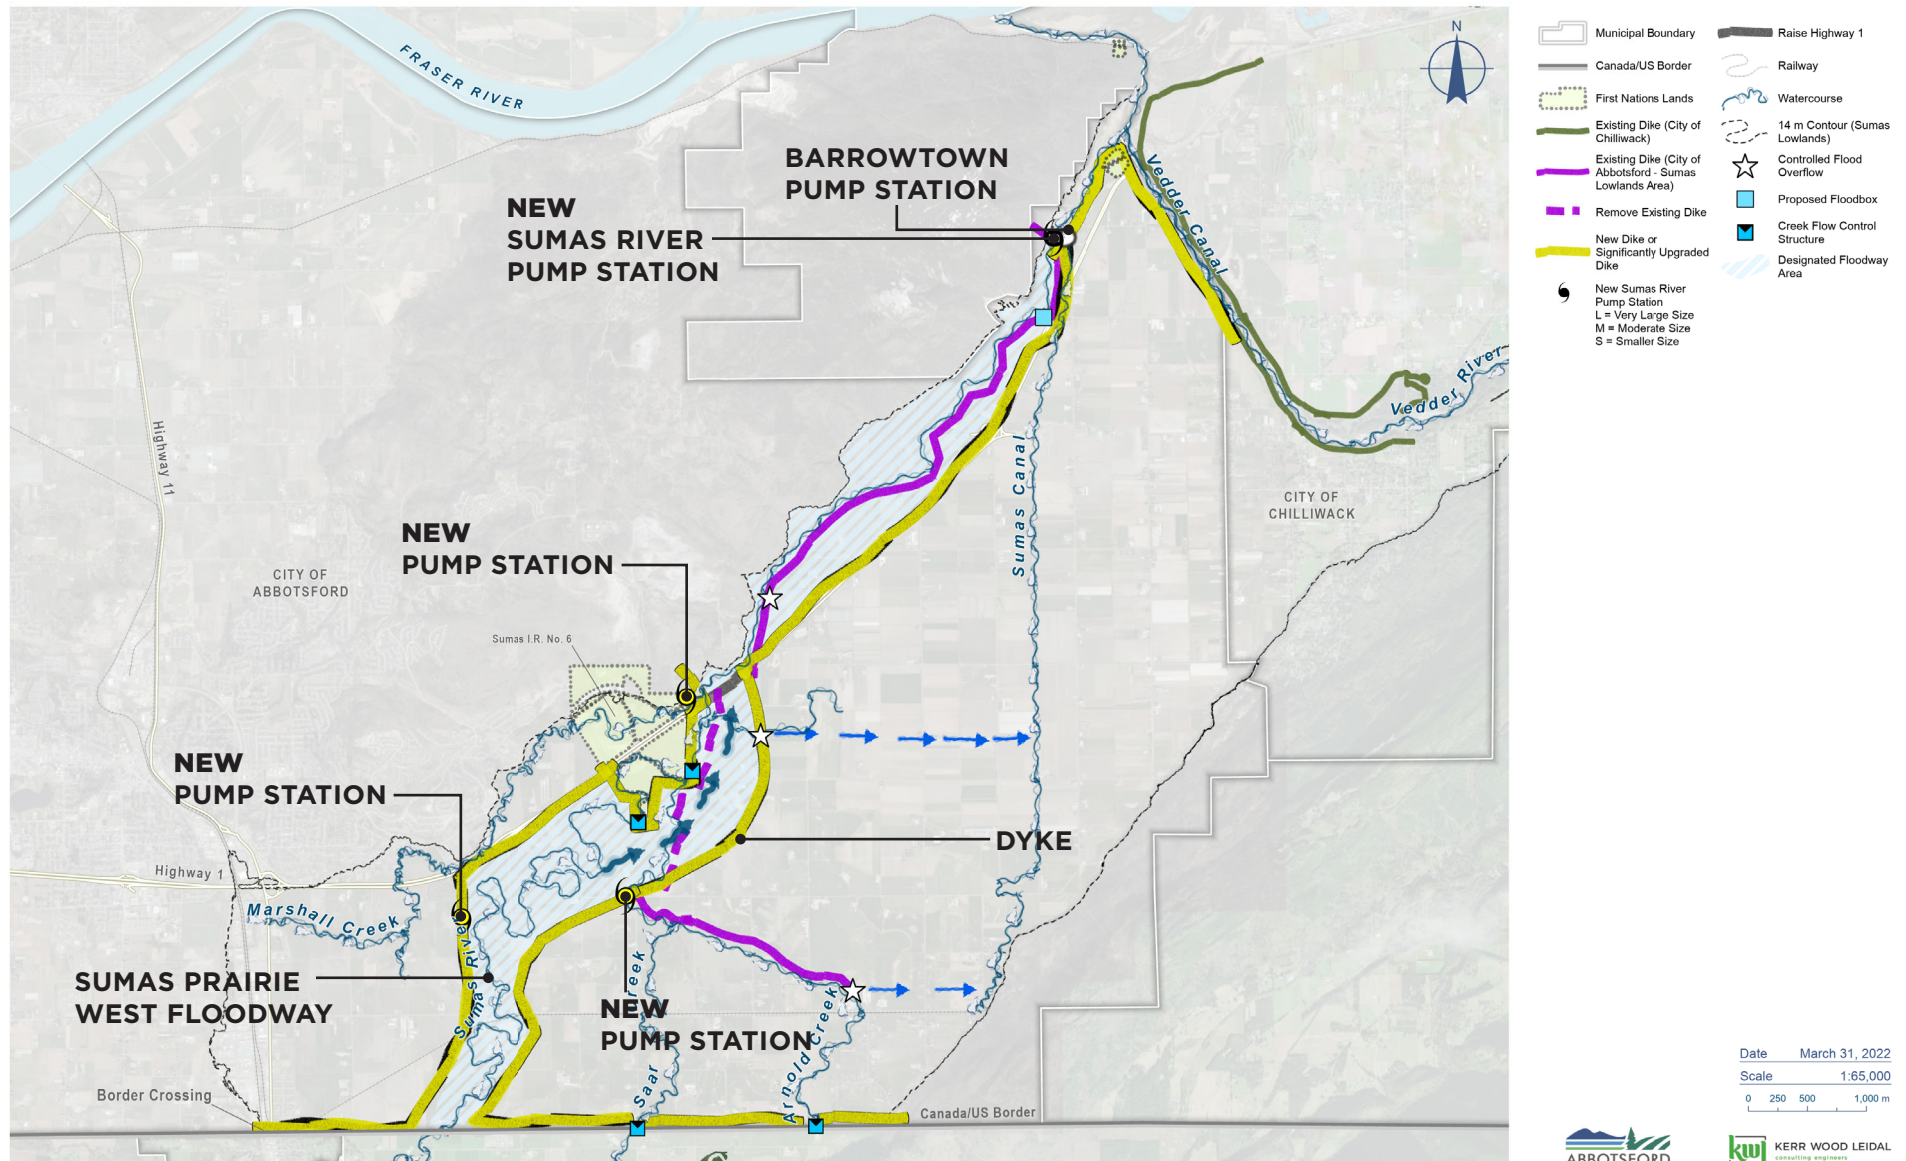 N
FRASER RIVER
BARROWTOWN
PUMP STATION
NEW
SUMAS RIVER
PUMP STATION
Vedder Canal
Vedder River
Highway 11
Sumas Canal
CITY OF
CHILLIWACK
NEW
PUMP STATION
CITY OF
ABBOTSFORD
Sumas I.R. No. 6
NEW
PUMP STATION
DYKE
Highway 1
Marshall Creek
SUMAS PRAIRIE
WEST FLOODWAY
Sumas River
NEW
PUMP STATION
Saar Creek
Arnold Creek
Border Crossing
Canada/US Border
Municipal Boundary
Canada/US Border
First Nations Lands
Existing Dike (City of
Chilliwack)
Existing Dike (City of
Abbotsford - Sumas
Lowlands Area)
Remove Existing Dike
New Dike or
Significantly Upgraded
Dike
New Sumas River
Pump Station
L = Very Large Size
M = Moderate Size
S = Smaller Size
Raise Highway 1
Railway
Watercourse
14 m Contour (Sumas
Lowlands)
Controlled Flood
Overflow
Proposed Floodbox
Creek Flow Control
Structure
Designated Floodway
Area
Date March 31, 2022
Scale 1:65,000
0 250 500 1,000 m
ABBOTSFORD
kwl KERR WOOD LEIDAL
consulting engineers